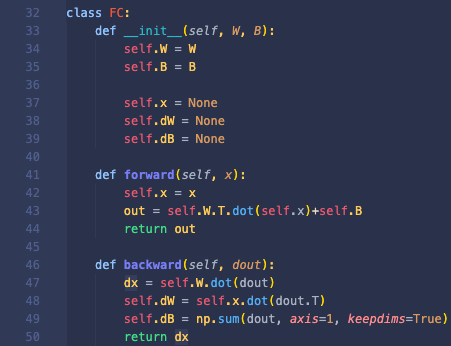 32 class FC:
33     def __init__(self, W, B):
34         self.W = W
35         self.B = B
36
37         self.x = None
38         self.dW = None
39         self.dB = None
40
41     def forward(self, x):
42         self.x = x
43         out = self.W.T.dot(self.x)+self.B
44         return out
45
46     def backward(self, dout):
47         dx = self.W.dot(dout)
48         self.dW = self.x.dot(dout.T)
49         self.dB = np.sum(dout, axis=1, keepdims=True)
50         return dx